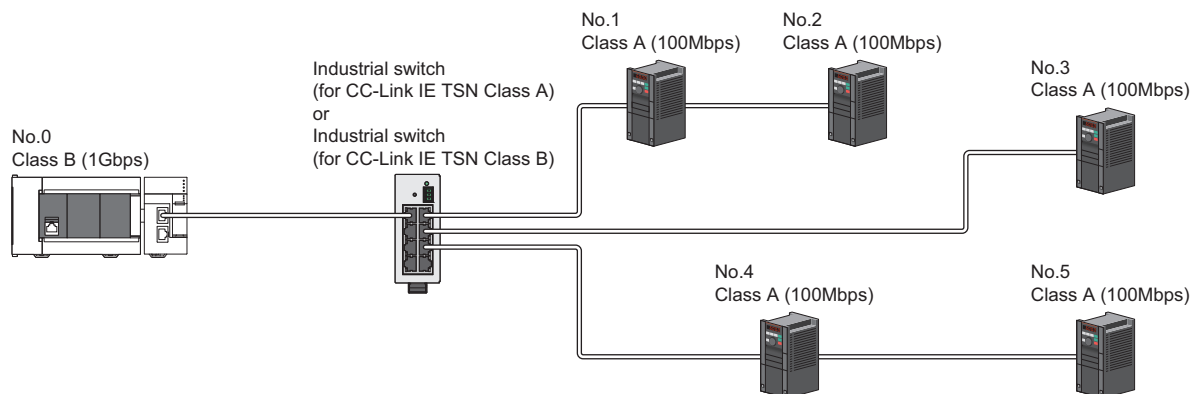 No.1
Class A (100Mbps)
No.2
Class A (100Mbps)
Industrial switch
(for CC-Link IE TSN Class A)
or
Industrial switch
(for CC-Link IE TSN Class B)
No.3
Class A (100Mbps)
No.0
Class B (1Gbps)
No.4
Class A (100Mbps)
No.5
Class A (100Mbps)